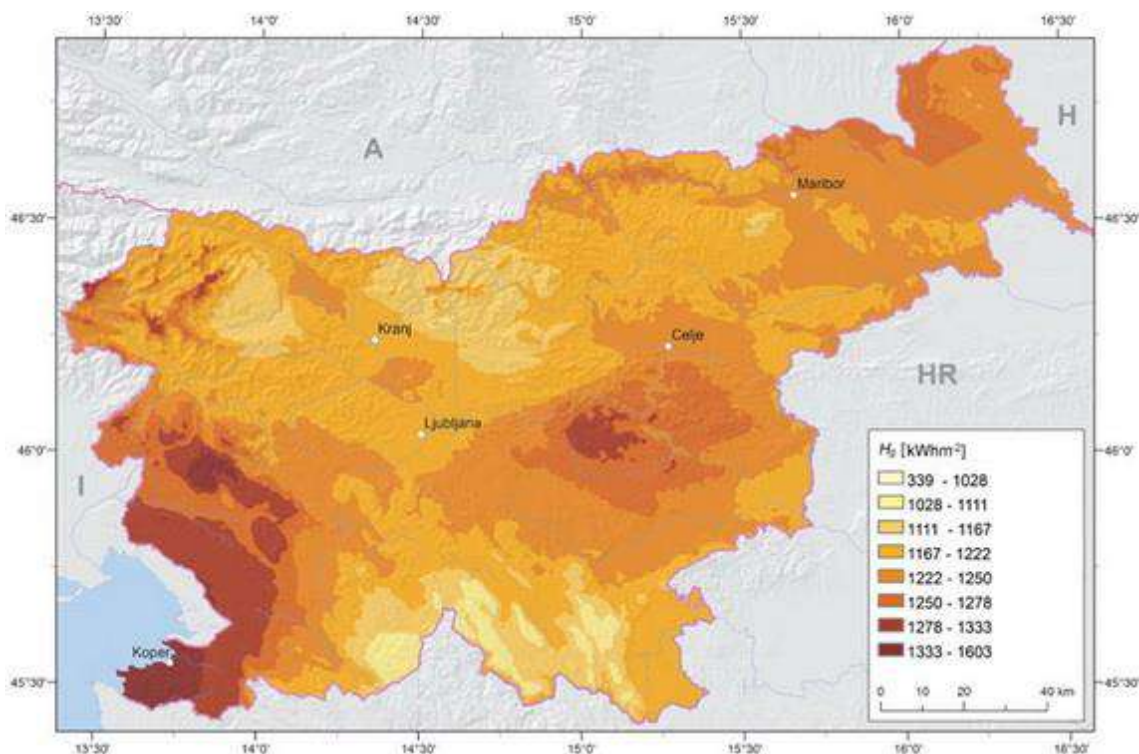 13°30' 14°0' 14°30' 15°0' 15°30' 16°0' 16°30'
H
A
Maribor
46°30' 46°30'
Kranj
Celje
HR
Ljubljana
46°0' 46°0'
I
H₀ [kWhm⁻²]
339 - 1028
1028 - 1111
1111 - 1167
1167 - 1222
1222 - 1250
1250 - 1278
1278 - 1333
1333 - 1603
Koper
0 10 20 40 km
45°30' 45°30'
13°30' 14°0' 14°30' 15°0' 15°30' 16°0' 16°30'